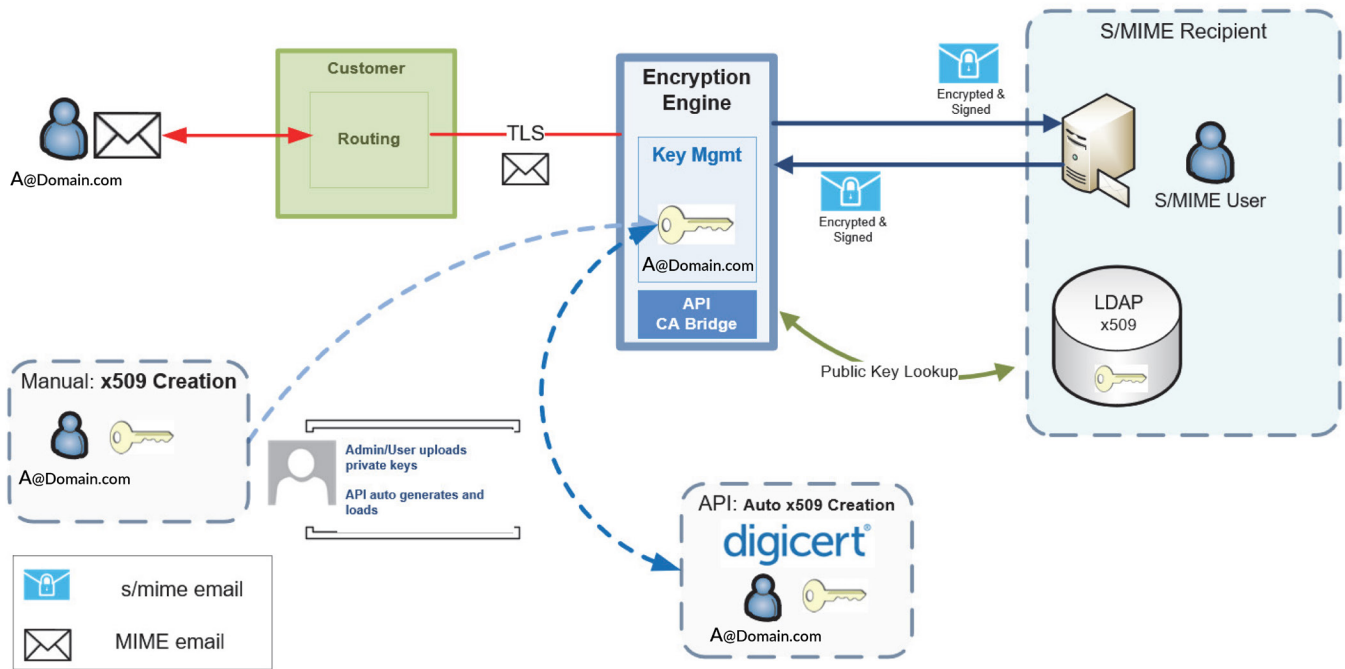 A@Domain.com
Customer
Routing
TLS
Encryption
Engine
Key Mgmt
A@Domain.com
API
CA Bridge
Encrypted &
Signed
Encrypted &
Signed
S/MIME Recipient
S/MIME User
LDAP
x509
Public Key Lookup
Manual: x509 Creation
A@Domain.com
Admin/User uploads
private keys
API auto generates and
loads
API: Auto x509 Creation
digicert®
A@Domain.com
s/mime email
MIME email